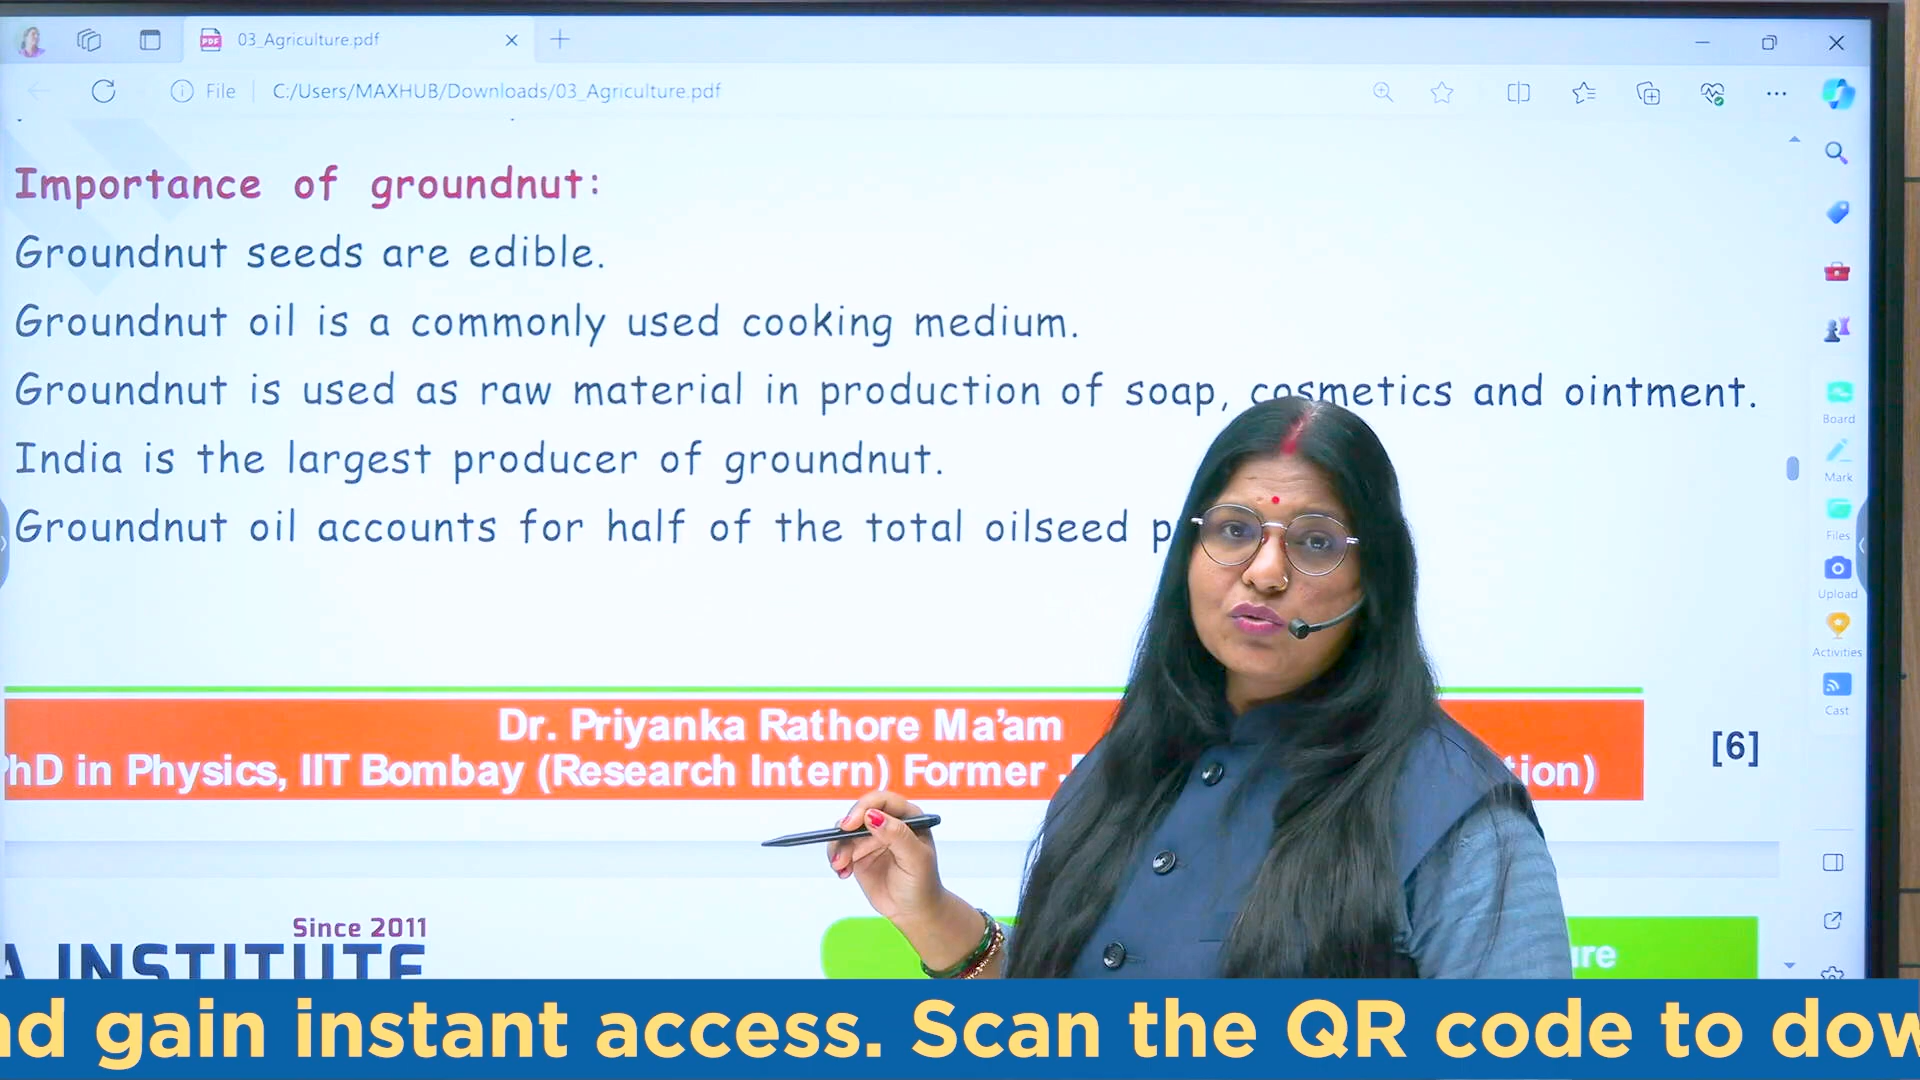 03_Agriculture.pdf
File
C:/Users/MAXHUB/Downloads/03_Agriculture.pdf
Importance of groundnut:
Groundnut seeds are edible.
Groundnut oil is a commonly used cooking medium.
Groundnut is used as raw material in production of soap, cosmetics and ointment.
India is the largest producer of groundnut.
Groundnut oil accounts for half of the total oilseed
Board
Mark
Files
Upload
Activities
Cast
Dr. Priyanka Rathore Ma'am
PhD in Physics, IIT Bombay (Research Intern) Former
[6]
Since 2011
INSTITUTE
gain instant access. Scan the QR code to